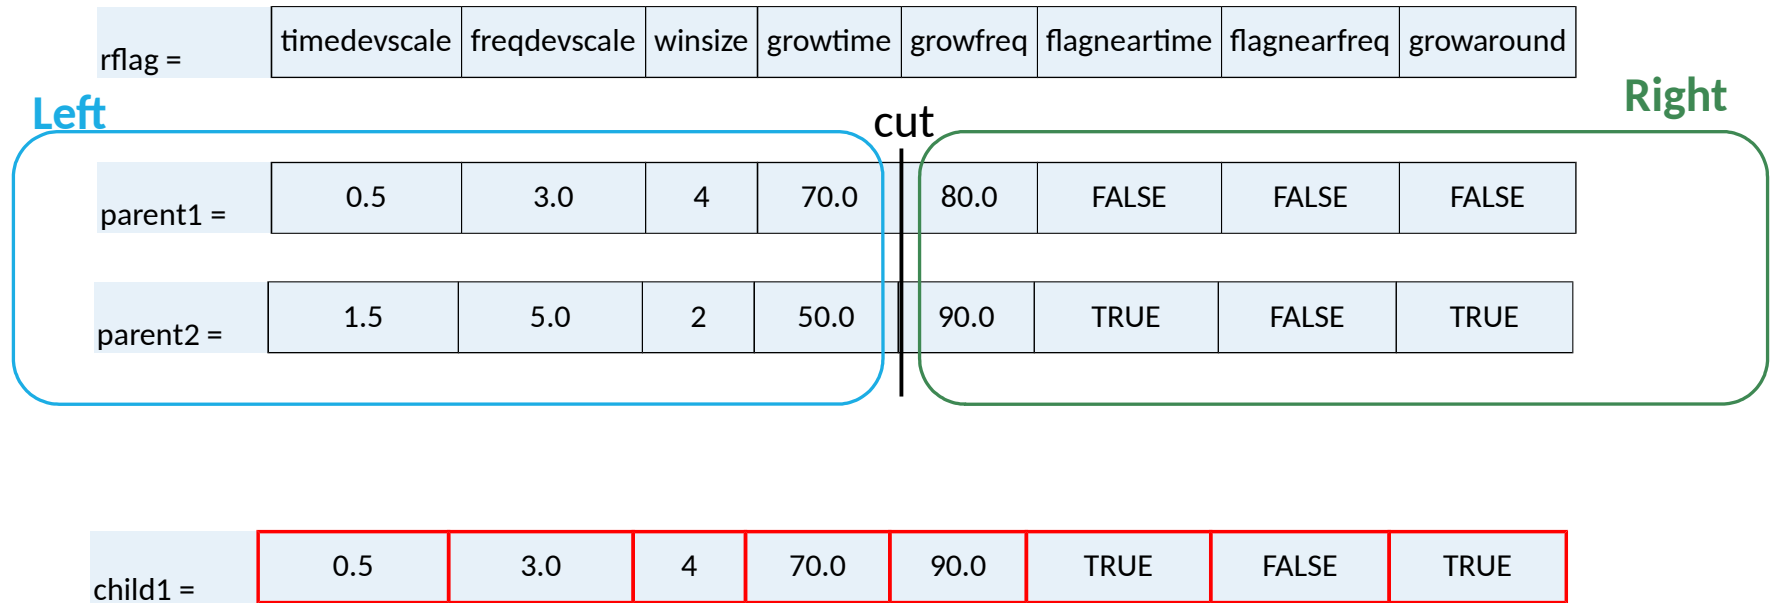 rflag = timedevscale freqdevscale winsize growtime growfreq flagneartime flagnearfreq growaround
Left cut Right
parent1 = 0.5 3.0 4 70.0 80.0 FALSE FALSE FALSE
parent2 = 1.5 5.0 2 50.0 90.0 TRUE FALSE TRUE
child1 = 0.5 3.0 4 70.0 90.0 TRUE FALSE TRUE